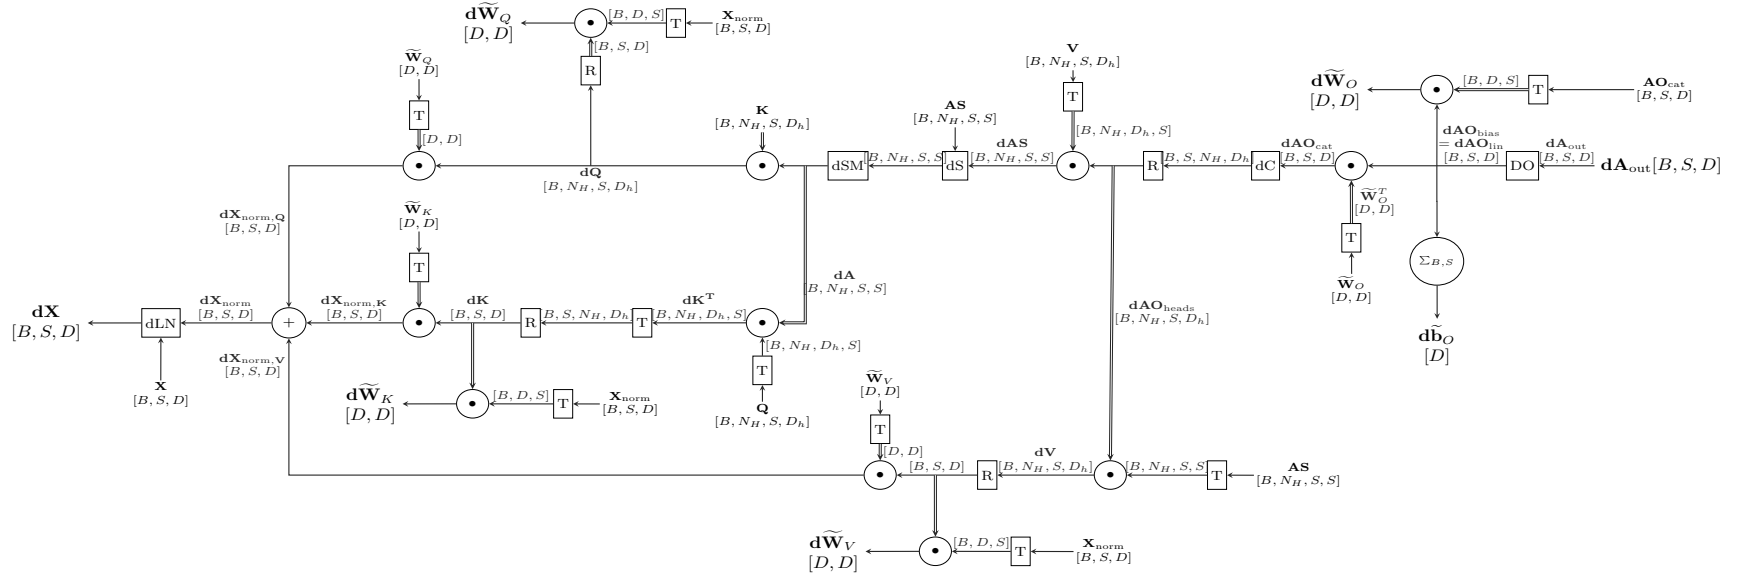 dW̃_Q
[D, D]
[B, D, S]
T
X_norm
[B, S, D]
[B, S, D]
R
W̃_Q
[D, D]
T
[D, D]
V
[B, N_H, S, D_h]
T
[B, N_H, D_h, S]
K
[B, N_H, S, D_h]
AS
[B, N_H, S, S]
dW̃_O
[D, D]
[B, D, S]
T
AO_cat
[B, S, D]
dQ
[B, N_H, S, D_h]
dSM
[B, N_H, S, S]
dS
dAS
[B, N_H, S, S]
R
[B, S, N_H, D_h]
dC
dAO_cat
[B, S, D]
dAO_bias
= dAO_lin
[B, S, D]
DO
dA_out
[B, S, D]
dA_out[B, S, D]
W̃_O^T
[D, D]
T
W̃_O
[D, D]
Σ_{B,S}
db̃_O
[D]
dX_norm,Q
[B, S, D]
W̃_K
[D, D]
T
dA
[B, N_H, S, S]
dAO_heads
[B, N_H, S, D_h]
dX
[B, S, D]
dLN
dX_norm
[B, S, D]
+
dX_norm,K
[B, S, D]
dK
[B, S, D]
R
[B, S, N_H, D_h]
T
dK^T
[B, N_H, D_h, S]
[B, N_H, D_h, S]
T
Q
[B, N_H, S, D_h]
X
[B, S, D]
dX_norm,V
[B, S, D]
dW̃_K
[D, D]
[B, D, S]
T
X_norm
[B, S, D]
W̃_V
[D, D]
T
[D, D]
[B, S, D]
R
dV
[B, N_H, S, D_h]
[B, N_H, S, S]
T
AS
[B, N_H, S, S]
dW̃_V
[D, D]
[B, D, S]
T
X_norm
[B, S, D]